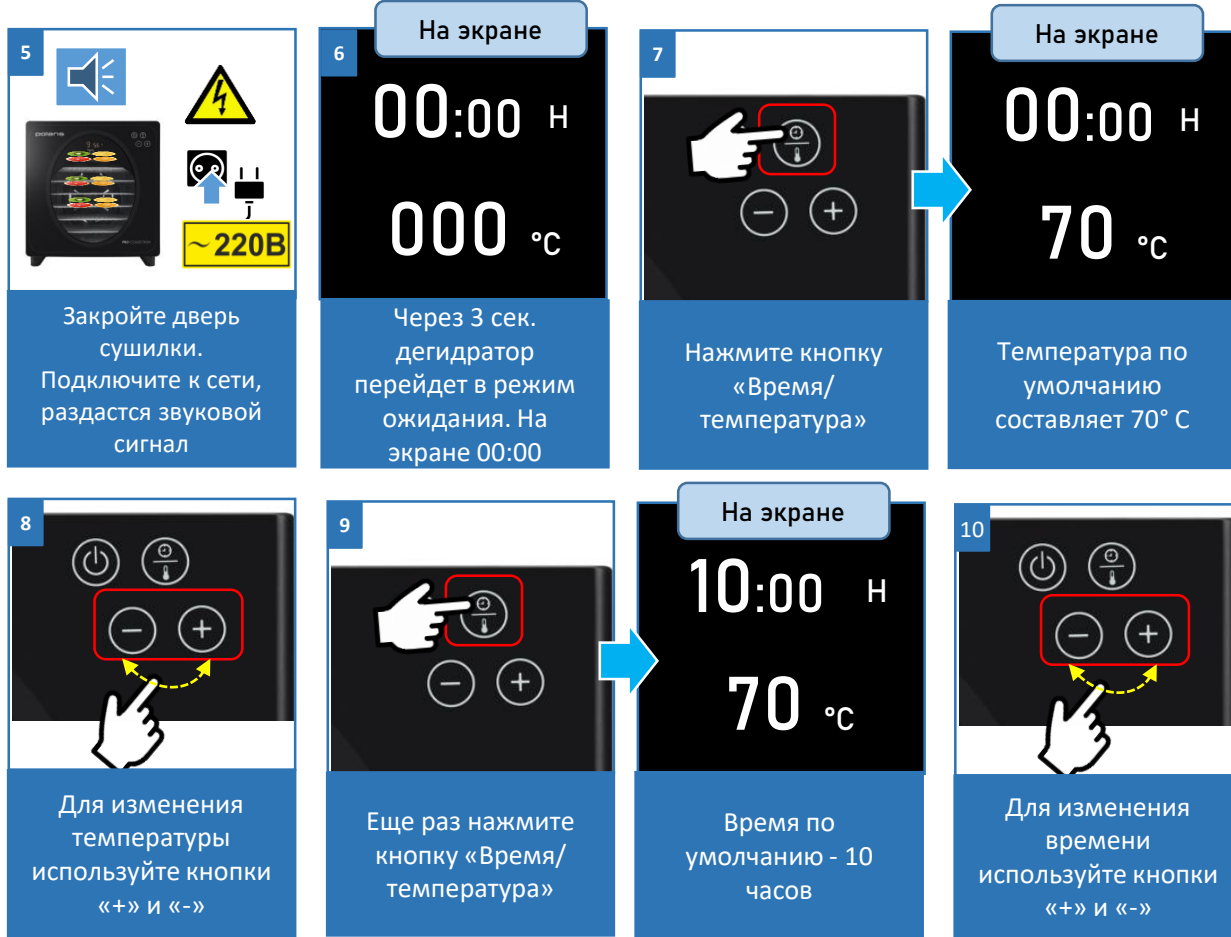 5
polaris
~220В
Закройте дверь
сушилки.
Подключите к сети,
раздастся звуковой
сигнал
6
На экране
00:00 H
000 °C
Через 3 сек.
дегидратор
перейдет в режим
ожидания. На
экране 00:00
7
Нажмите кнопку
«Время/
температура»
На экране
00:00 H
70 °C
Температура по
умолчанию
составляет 70° С
8
− +
Для изменения
температуры
используйте кнопки
«+» и «-»
9
− +
Еще раз нажмите
кнопку «Время/
температура»
На экране
10:00 H
70 °C
Время по
умолчанию - 10
часов
10
− +
Для изменения
времени
используйте кнопки
«+» и «-»